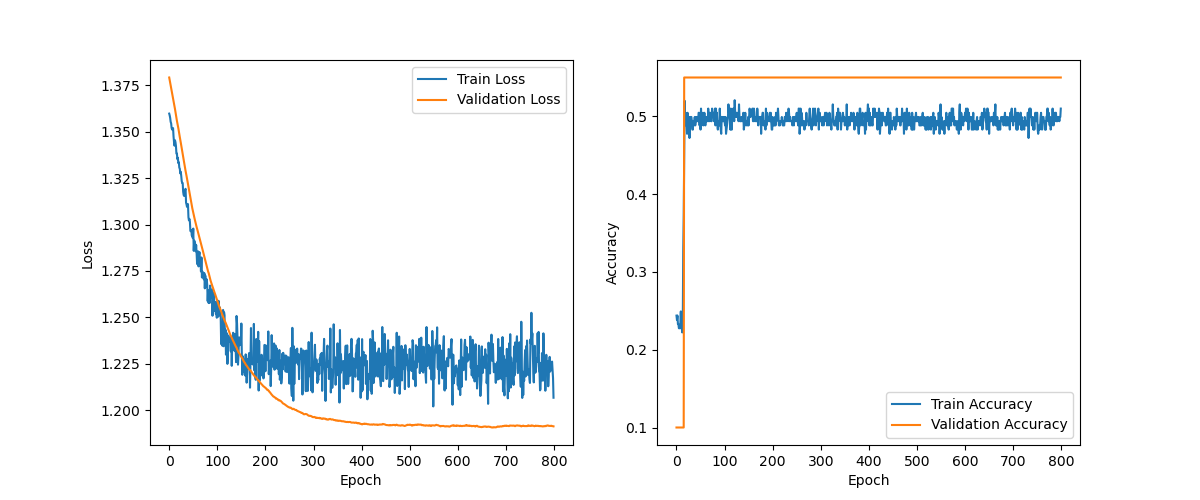 Train Loss
Validation Loss
1.375
1.350
1.325
1.300
1.275
1.250
1.225
1.200
Loss
0 100 200 300 400 500 600 700 800
Epoch
0.5
0.4
0.3
0.2
0.1
Accuracy
Train Accuracy
Validation Accuracy
0 100 200 300 400 500 600 700 800
Epoch